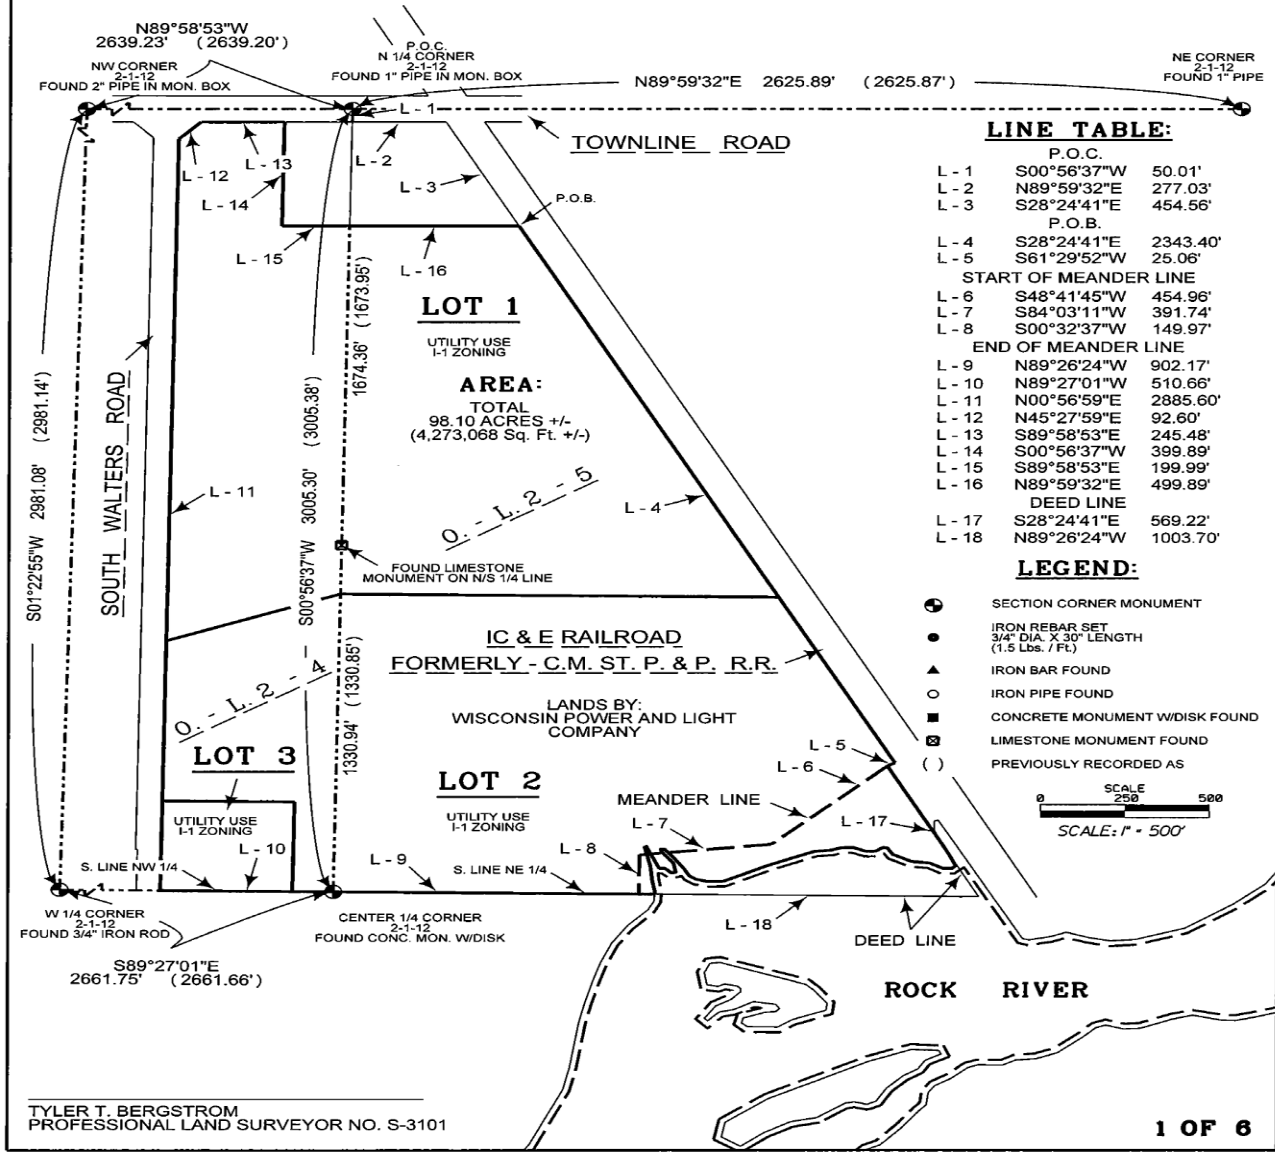 N89°58'53"W
2639.23' (2639.20')
NW CORNER
2-1-12
FOUND 2" PIPE IN MON. BOX
P.O.C.
N 1/4 CORNER
2-1-12
FOUND 1" PIPE IN MON. BOX
N89°59'32"E 2625.89' (2625.87')
NE CORNER
2-1-12
FOUND 1" PIPE
L - 1
TOWNLINE ROAD
L - 2
L - 3
L - 12
L - 13
L - 14
P.O.B.
L - 15
L - 16
LINE TABLE:
P.O.C.
L - 1 S00°56'37"W 50.01'
L - 2 N89°59'32"E 277.03'
L - 3 S28°24'41"E 454.56'
P.O.B.
L - 4 S28°24'41"E 2343.40'
L - 5 S61°29'52"W 25.06'
START OF MEANDER LINE
L - 6 S48°41'45"W 454.96'
L - 7 S84°03'11"W 391.74'
L - 8 S00°32'37"W 149.97'
END OF MEANDER LINE
L - 9 N89°26'24"W 902.17'
L - 10 N89°27'01"W 510.66'
L - 11 N00°56'59"E 2885.60'
L - 12 N45°27'59"E 92.60'
L - 13 S89°58'53"E 245.48'
L - 14 S00°56'37"W 399.89'
L - 15 S89°58'53"E 199.99'
L - 16 N89°59'32"E 499.89'
DEED LINE
L - 17 S28°24'41"E 569.22'
L - 18 N89°26'24"W 1003.70'
LOT 1
UTILITY USE
I-1 ZONING
AREA:
TOTAL
98.10 ACRES +/-
(4,273,068 Sq. Ft. +/-)
1674.36' (1673.95')
S00°56'37"W 3005.30' (3005.38')
S01°22'55"W 2981.08' (2981.14')
SOUTH WALTERS ROAD
L - 11
L - 4
O. - L. 2 - 5
FOUND LIMESTONE
MONUMENT ON N/S 1/4 LINE
LEGEND:
SECTION CORNER MONUMENT
IRON REBAR SET
3/4" DIA. X 30" LENGTH
(1.5 Lbs. / Ft.)
IRON BAR FOUND
IRON PIPE FOUND
CONCRETE MONUMENT W/DISK FOUND
LIMESTONE MONUMENT FOUND
( ) PREVIOUSLY RECORDED AS
SCALE
0 250 500
SCALE: 1" = 500'
IC & E RAILROAD
FORMERLY - C.M. ST. P. & P. R.R.
LANDS BY:
WISCONSIN POWER AND LIGHT
COMPANY
1330.94' (1330.85')
O. - L. 2 - 4
LOT 3
UTILITY USE
I-1 ZONING
LOT 2
UTILITY USE
I-1 ZONING
L - 5
L - 6
MEANDER LINE
L - 7
L - 17
L - 8
L - 9
L - 10
S. LINE NW 1/4
S. LINE NE 1/4
L - 18
DEED LINE
W 1/4 CORNER
2-1-12
FOUND 3/4" IRON ROD
CENTER 1/4 CORNER
2-1-12
FOUND CONC. MON. W/DISK
S89°27'01"E
2661.75' (2661.66')
ROCK RIVER
TYLER T. BERGSTROM
PROFESSIONAL LAND SURVEYOR NO. S-3101
1 OF 6